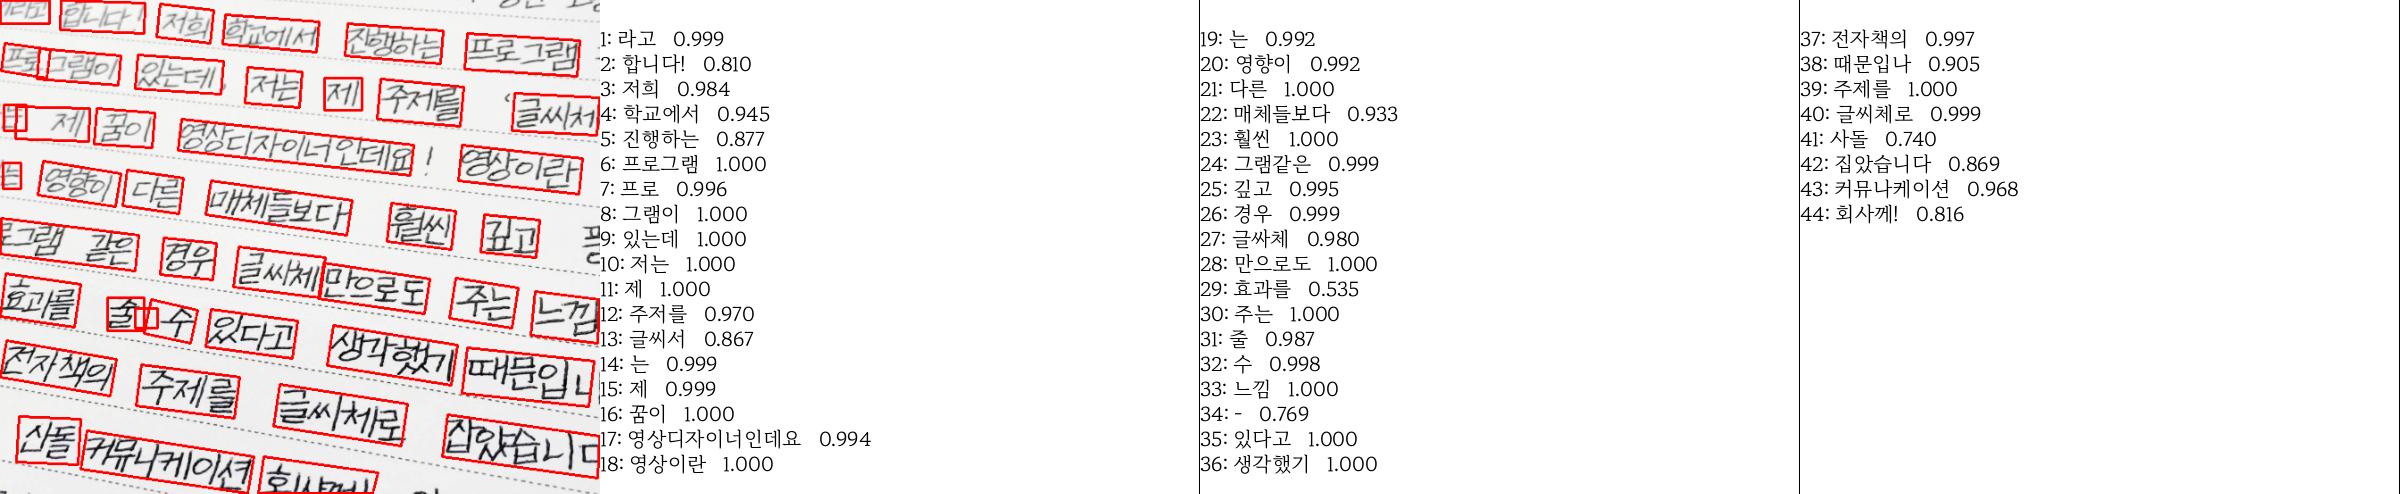 라고 합니다! 저희 학교에서 진행하는 프로그램
프로그램이 있는데, 저는 제 주제를 '글씨체
는 제 꿈이 영상디자이너인데요! 영상이란
는 영향이 다른 매체들보다 훨씬 깊고
로그램 같은 경우 글씨체만으로도 주는 느낌
효과를 줄 수 있다고 생각했기 때문입니
전자책의 주제를 글씨체로 잡았습니다
산돌 커뮤니케이션 회사께!
1: 라고 0.999
2: 합니다! 0.810
3: 저희 0.984
4: 학교에서 0.945
5: 진행하는 0.877
6: 프로그램 1.000
7: 프로 0.996
8: 그램이 1.000
9: 있는데 1.000
10: 저는 1.000
11: 제 1.000
12: 주저를 0.970
13: 글씨서 0.867
14: 는 0.999
15: 제 0.999
16: 꿈이 1.000
17: 영상디자이너인데요 0.994
18: 영상이란 1.000
19: 는 0.992
20: 영향이 0.992
21: 다른 1.000
22: 매체들보다 0.933
23: 훨씬 1.000
24: 그램같은 0.999
25: 깊고 0.995
26: 경우 0.999
27: 글싸체 0.980
28: 만으로도 1.000
29: 효과를 0.535
30: 주는 1.000
31: 줄 0.987
32: 수 0.998
33: 느낌 1.000
34: - 0.769
35: 있다고 1.000
36: 생각했기 1.000
37: 전자책의 0.997
38: 때문입나 0.905
39: 주제를 1.000
40: 글씨체로 0.999
41: 사돌 0.740
42: 집았습니다 0.869
43: 커뮤나케이션 0.968
44: 회사께! 0.816